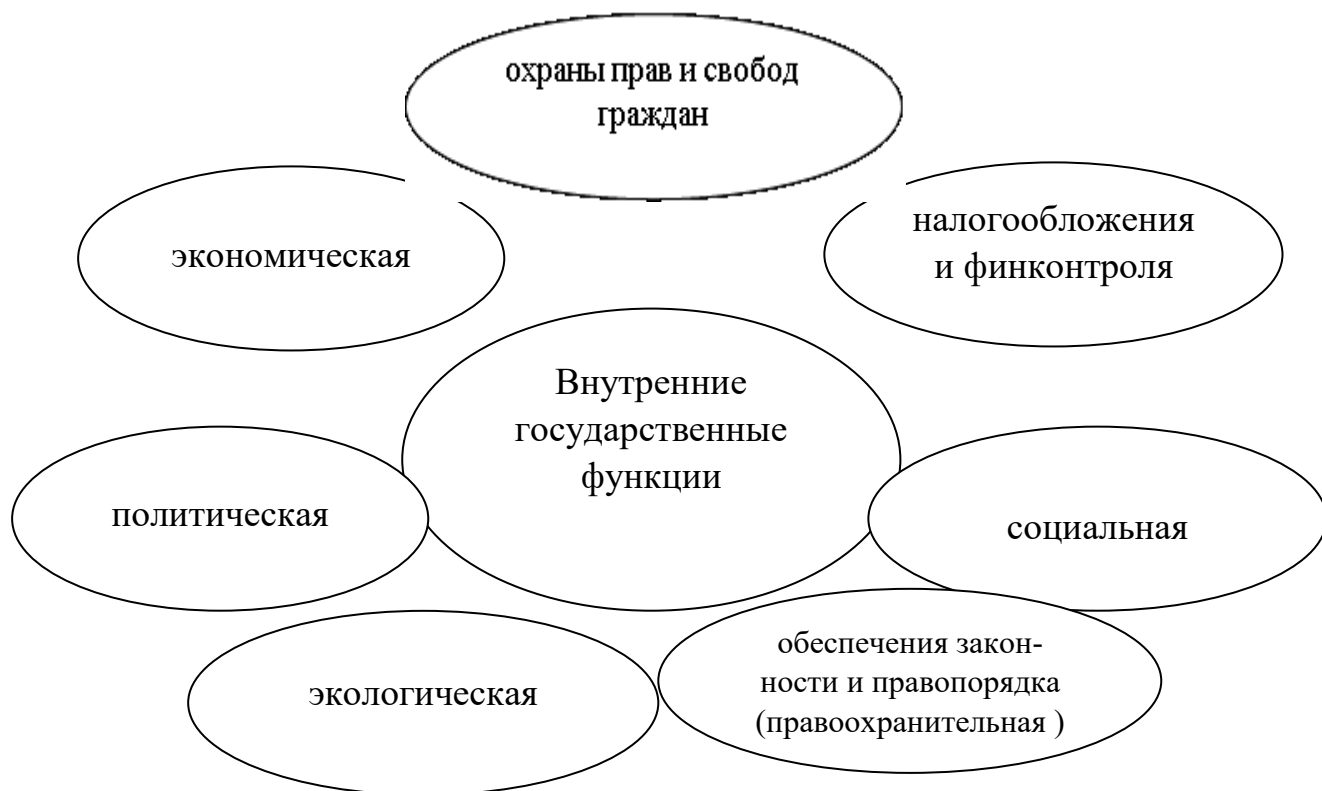 охраны прав и свобод
граждан
экономическая
налогообложения
и финконтроля
Внутренние
государственные
функции
политическая
социальная
экологическая
обеспечения закон-
ности и правопорядка
(правоохранительная )